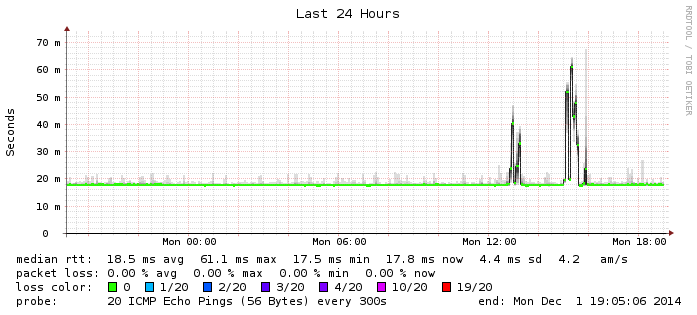 Last 24 Hours
RRDTOOL / TOBI OETIKER
Seconds
70 m
60 m
50 m
40 m
30 m
20 m
10 m
0
Mon 00:00 Mon 06:00 Mon 12:00 Mon 18:00
median rtt: 18.5 ms avg 61.1 ms max 17.5 ms min 17.8 ms now 4.4 ms sd 4.2 am/s
packet loss: 0.00 % avg 0.00 % max 0.00 % min 0.00 % now
loss color: 0 1/20 2/20 3/20 4/20 10/20 19/20
probe: 20 ICMP Echo Pings (56 Bytes) every 300s end: Mon Dec 1 19:05:06 2014